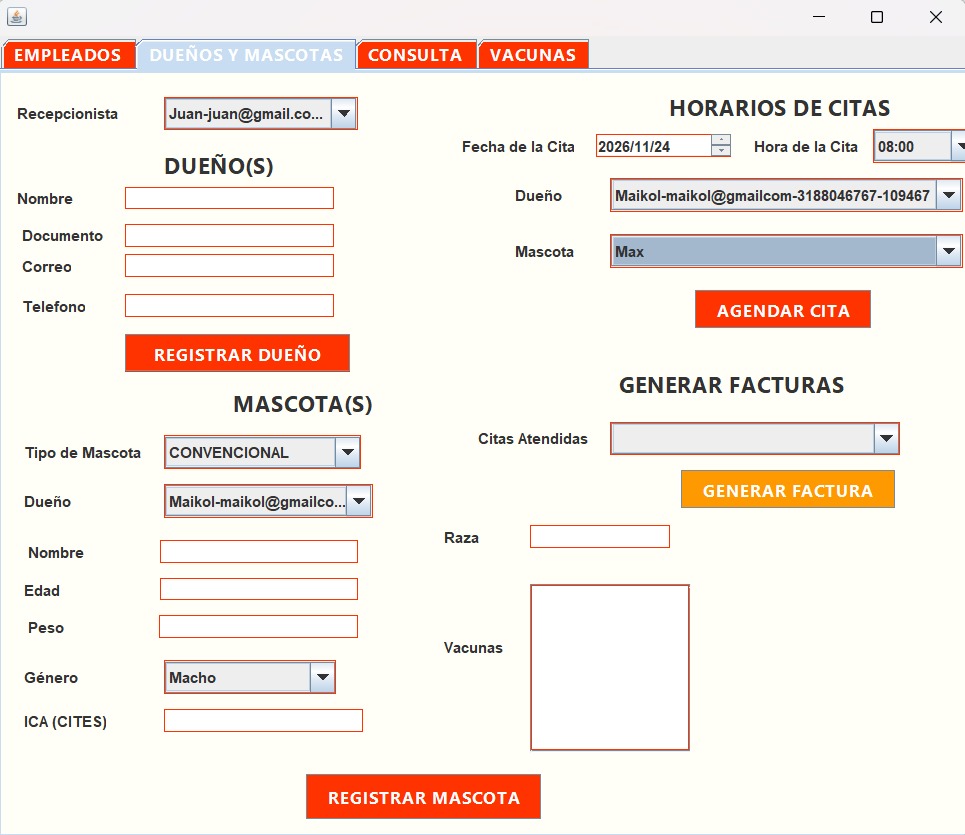 EMPLEADOS
DUEÑOS Y MASCOTAS
CONSULTA
VACUNAS
Recepcionista
Juan-juan@gmail.co...
DUEÑO(S)
Nombre
Documento
Correo
Telefono
REGISTRAR DUEÑO
MASCOTA(S)
Tipo de Mascota
CONVENCIONAL
Dueño
Maikol-maikol@gmailco...
Nombre
Edad
Peso
Género
Macho
ICA (CITES)
HORARIOS DE CITAS
Fecha de la Cita
2026/11/24
Hora de la Cita
08:00
Dueño
Maikol-maikol@gmailcom-3188046767-109467
Mascota
Max
AGENDAR CITA
GENERAR FACTURAS
Citas Atendidas
GENERAR FACTURA
Raza
Vacunas
REGISTRAR MASCOTA